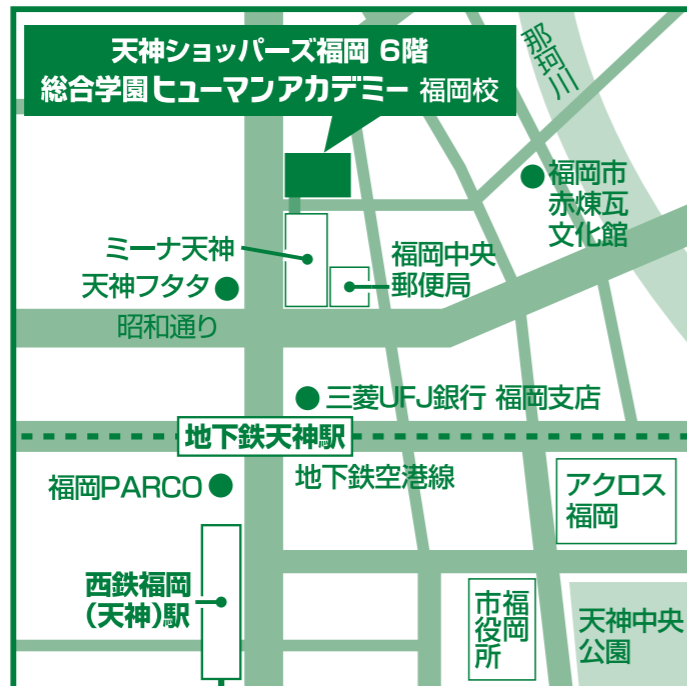 天神ショッパーズ福岡 6階
総合学園ヒューマンアカデミー 福岡校
那珂川
福岡市
赤煉瓦
文化館
ミーナ天神
福岡中央
郵便局
天神フタタ
昭和通り
三菱UFJ銀行 福岡支店
地下鉄天神駅
地下鉄空港線
福岡PARCO
アクロス
福岡
西鉄福岡
(天神)駅
福岡
市役所
天神中央
公園